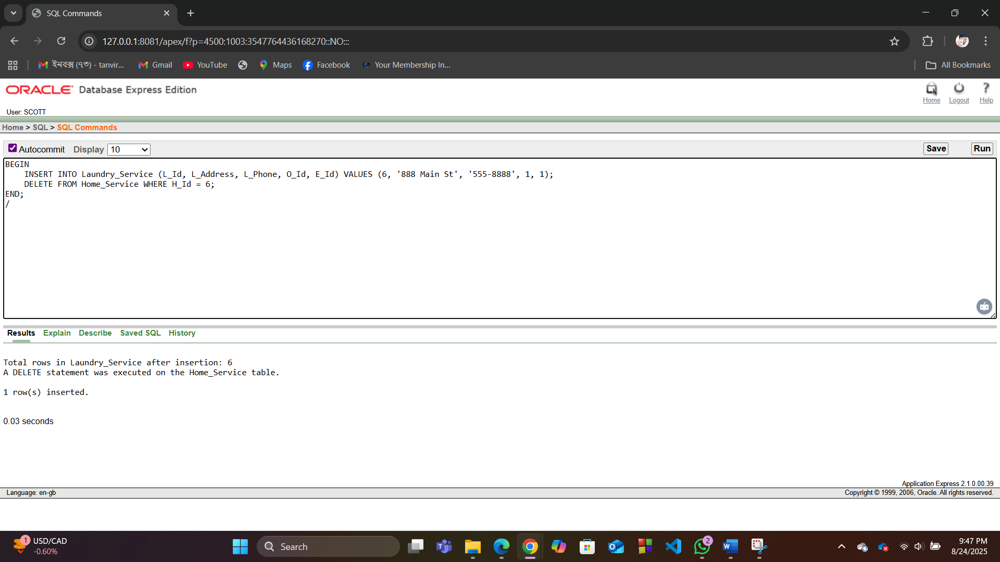 SQL Commands
127.0.0.1:8081/apex/f?p=4500:1003:3547764436168270::NO:::
ইনবক্স (৭৩) - tanvir... Gmail YouTube Maps Facebook Your Membership In... All Bookmarks
ORACLE Database Express Edition
Home Logout Help
User: SCOTT
Home > SQL > SQL Commands
Autocommit Display 10 Save Run
BEGIN
    INSERT INTO Laundry_Service (L_Id, L_Address, L_Phone, O_Id, E_Id) VALUES (6, '888 Main St', '555-8888', 1, 1);
    DELETE FROM Home_Service WHERE H_Id = 6;
END;
/
Results Explain Describe Saved SQL History
Total rows in Laundry_Service after insertion: 6
A DELETE statement was executed on the Home_Service table.
1 row(s) inserted.
0.03 seconds
Application Express 2.1.0.00.39
Language: en-gb Copyright © 1999, 2006, Oracle. All rights reserved.
1 USD/CAD
-0.60%
Search
2
9:47 PM
8/24/2025